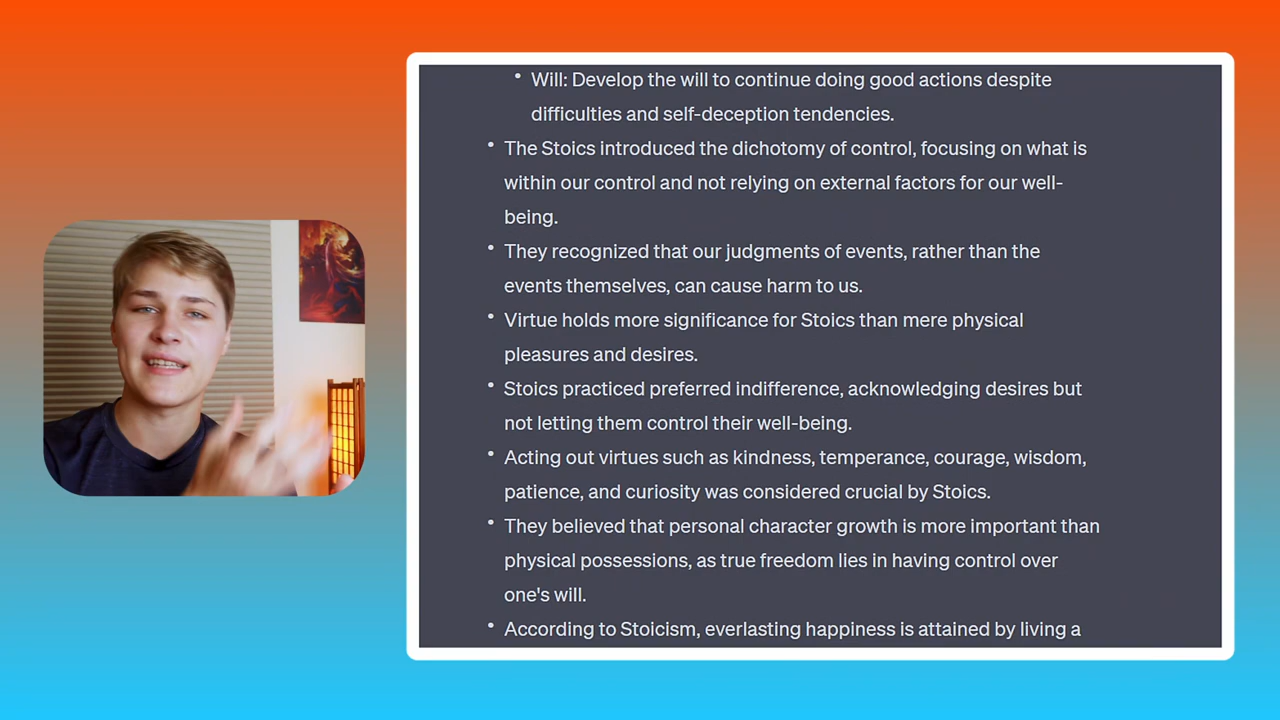 • Will: Develop the will to continue doing good actions despite
difficulties and self-deception tendencies.
• The Stoics introduced the dichotomy of control, focusing on what is
within our control and not relying on external factors for our well-
being.
• They recognized that our judgments of events, rather than the
events themselves, can cause harm to us.
• Virtue holds more significance for Stoics than mere physical
pleasures and desires.
• Stoics practiced preferred indifference, acknowledging desires but
not letting them control their well-being.
• Acting out virtues such as kindness, temperance, courage, wisdom,
patience, and curiosity was considered crucial by Stoics.
• They believed that personal character growth is more important than
physical possessions, as true freedom lies in having control over
one's will.
• According to Stoicism, everlasting happiness is attained by living a